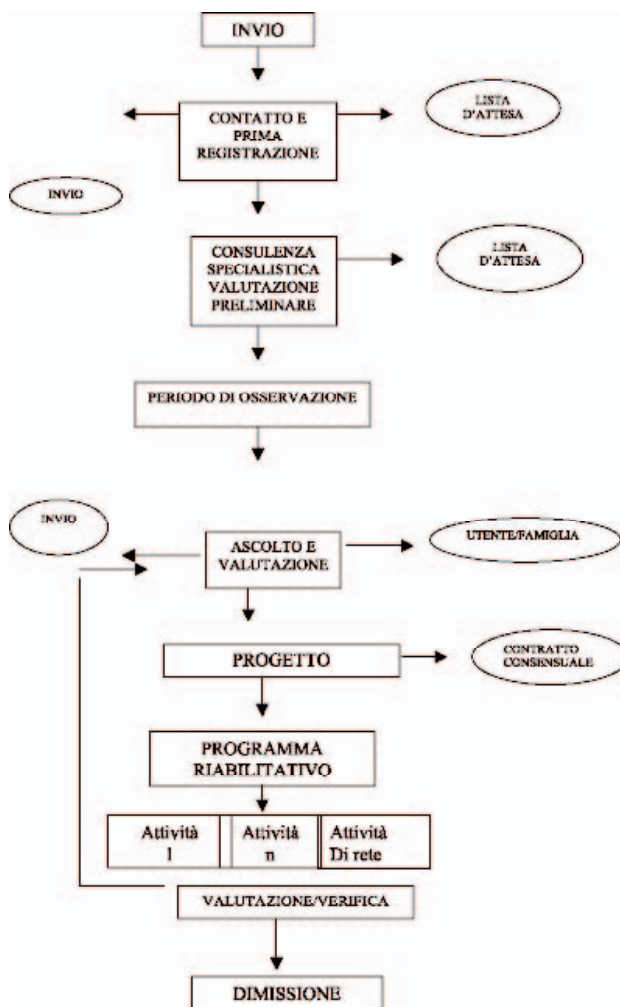 INVIO
CONTATTO E
PRIMA
REGISTRAZIONE
LISTA
D'ATTESA
INVIO
CONSULENZA
SPECIALISTICA
VALUTAZIONE
PRELIMINARE
LISTA
D'ATTESA
PERIODO DI OSSERVAZIONE
INVIO
ASCOLTO E
VALUTAZIONE
UTENTE/FAMIGLIA
PROGETTO
CONTRATTO
CONSENSUALE
PROGRAMMA
RIABILITATIVO
Attività
1
Attività
n
Attività
Di rete
VALUTAZIONE/VERIFICA
DIMISSIONE